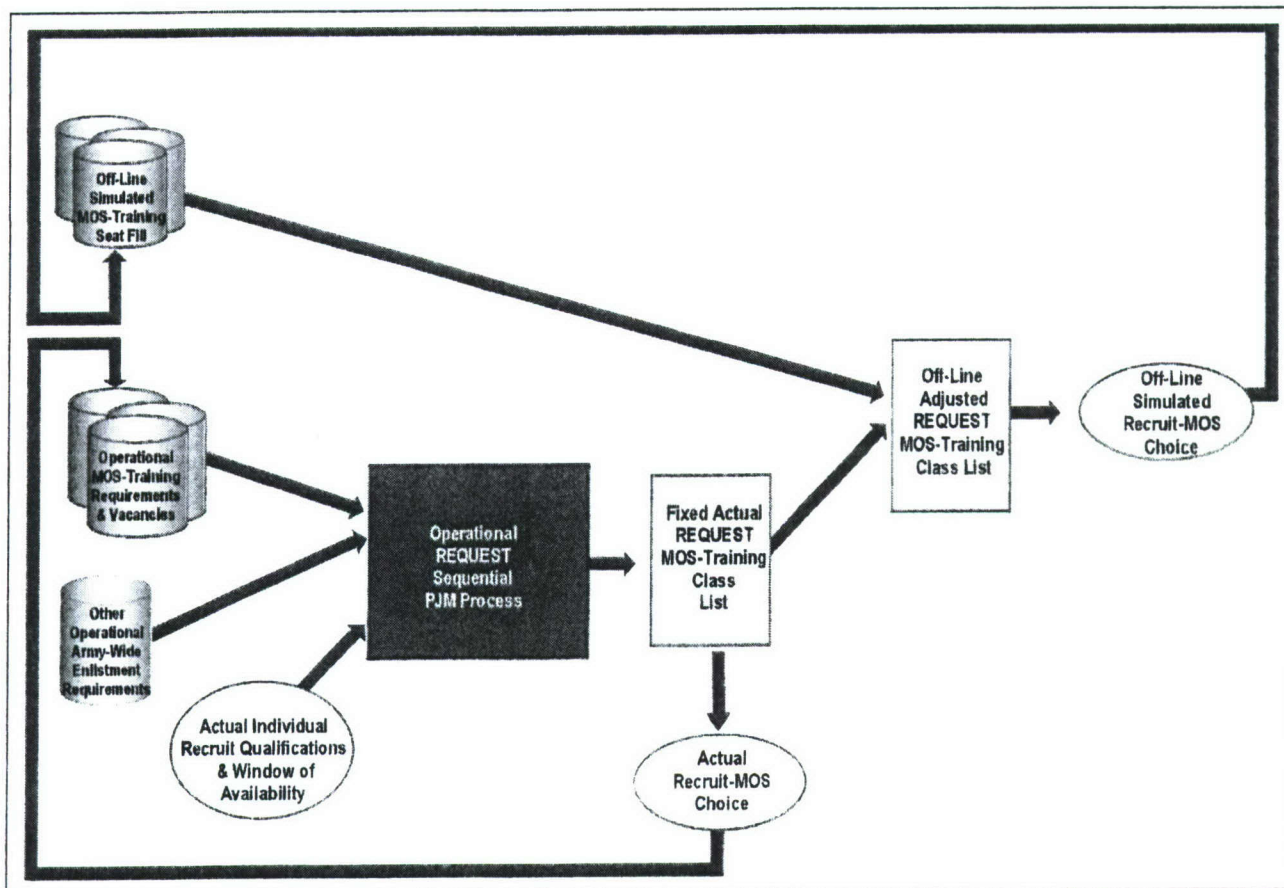 Off-Line
Simulated
MOS-Training
Seat Fill
Operational
MOS-Training
Requirements
& Vacancies
Other
Operational
Army-Wide
Enlistment
Requirements
Actual Individual
Recruit Qualifications
& Window of
Availability
Operational
REQUEST
Sequential
PJM Process
Fixed Actual
REQUEST
MOS-Training
Class
List
Actual
Recruit-MOS
Choice
Off-Line
Adjusted
REQUEST
MOS-Training
Class List
Off-Line
Simulated
Recruit-MOS
Choice